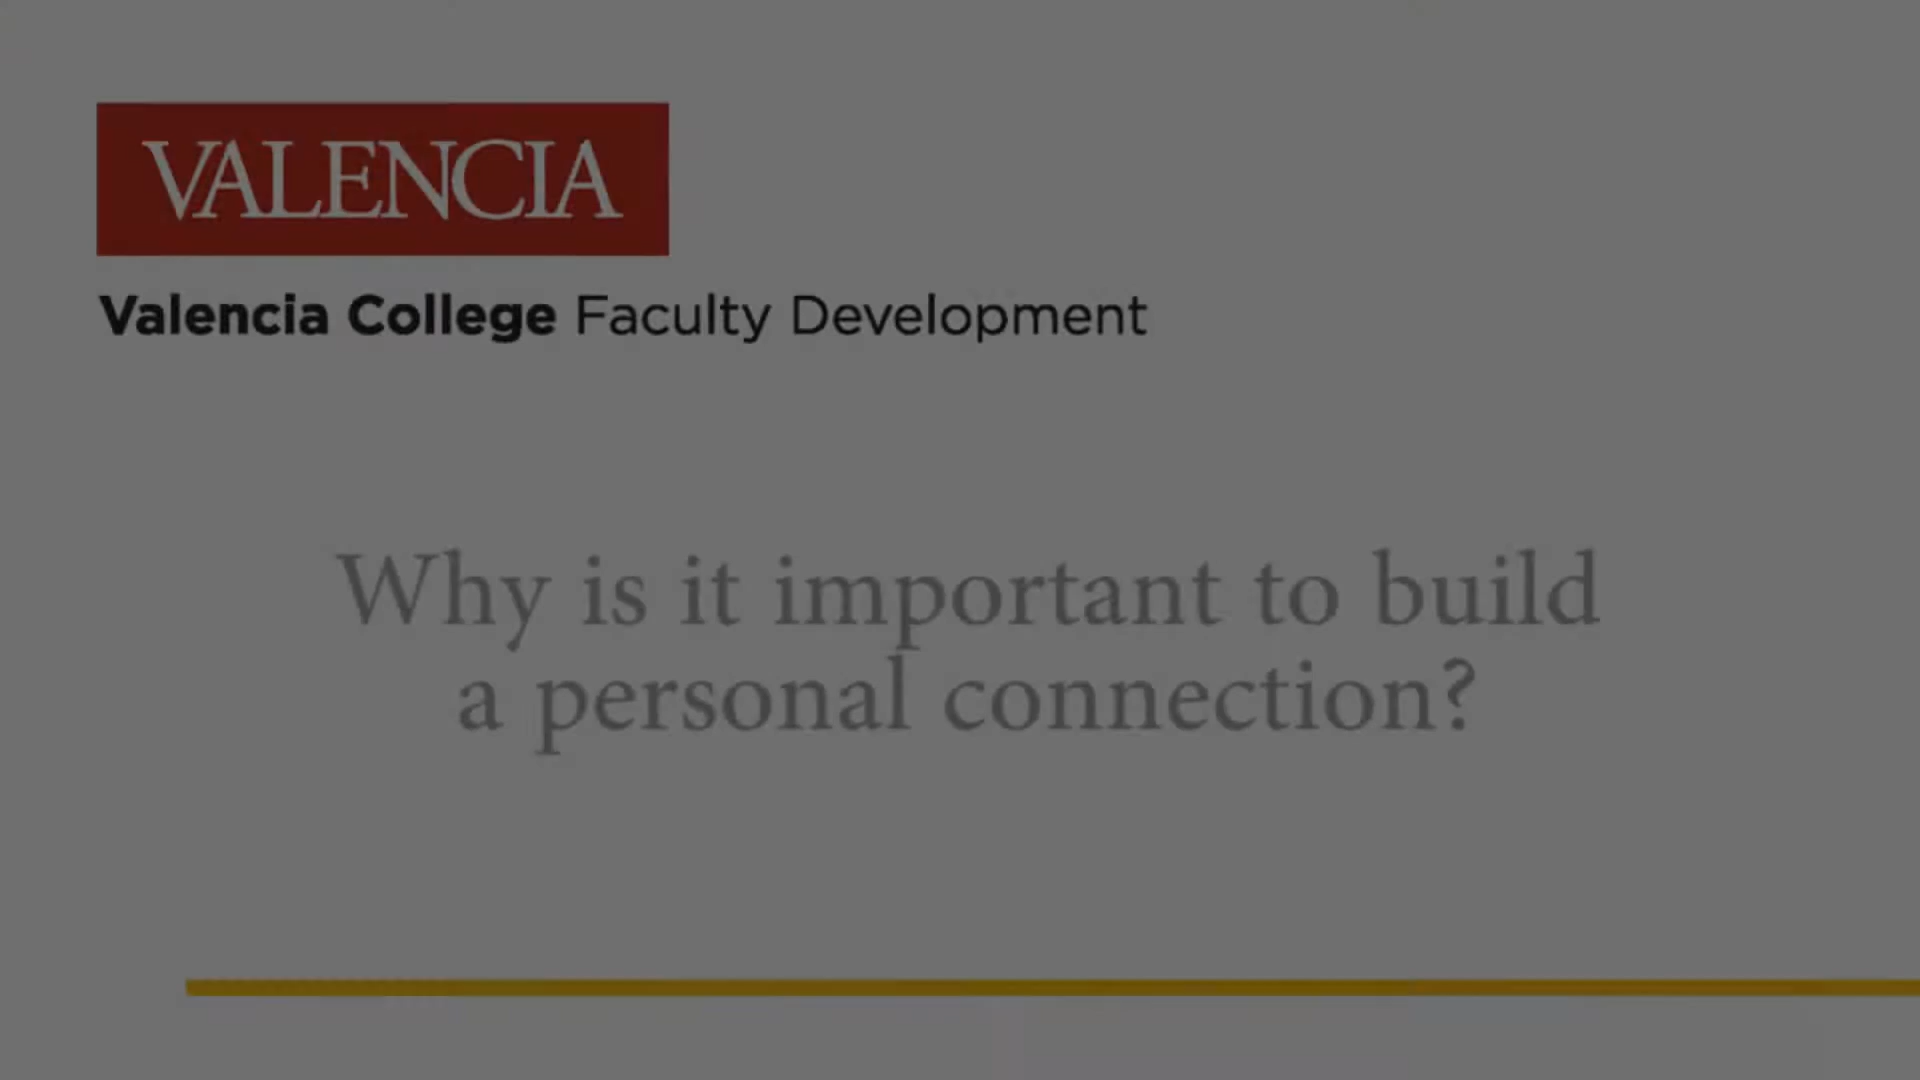 VALENCIA
Valencia College Faculty Development
Why is it important to build
a personal connection?